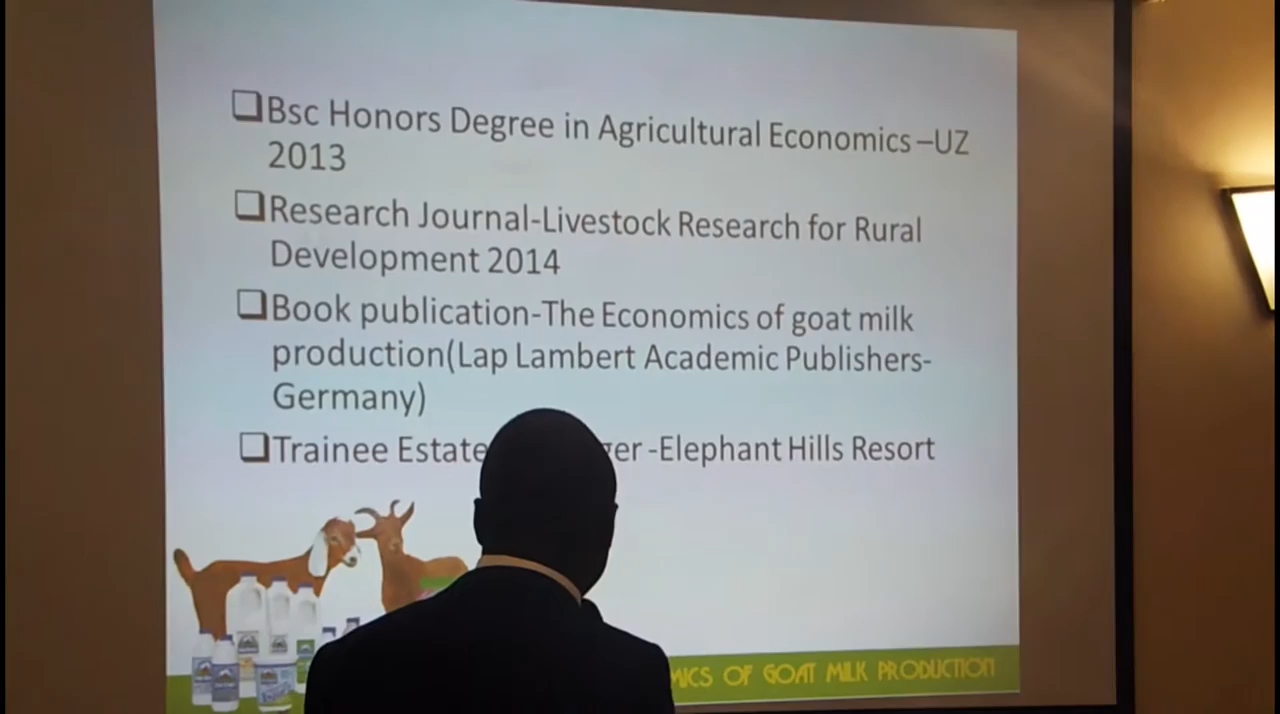 Bsc Honors Degree in Agricultural Economics –UZ
2013
Research Journal-Livestock Research for Rural
Development 2014
Book publication-The Economics of goat milk
production(Lap Lambert Academic Publishers-
Germany)
Trainee Estate er -Elephant Hills Resort
MICS OF GOAT MILK PRODUCTION